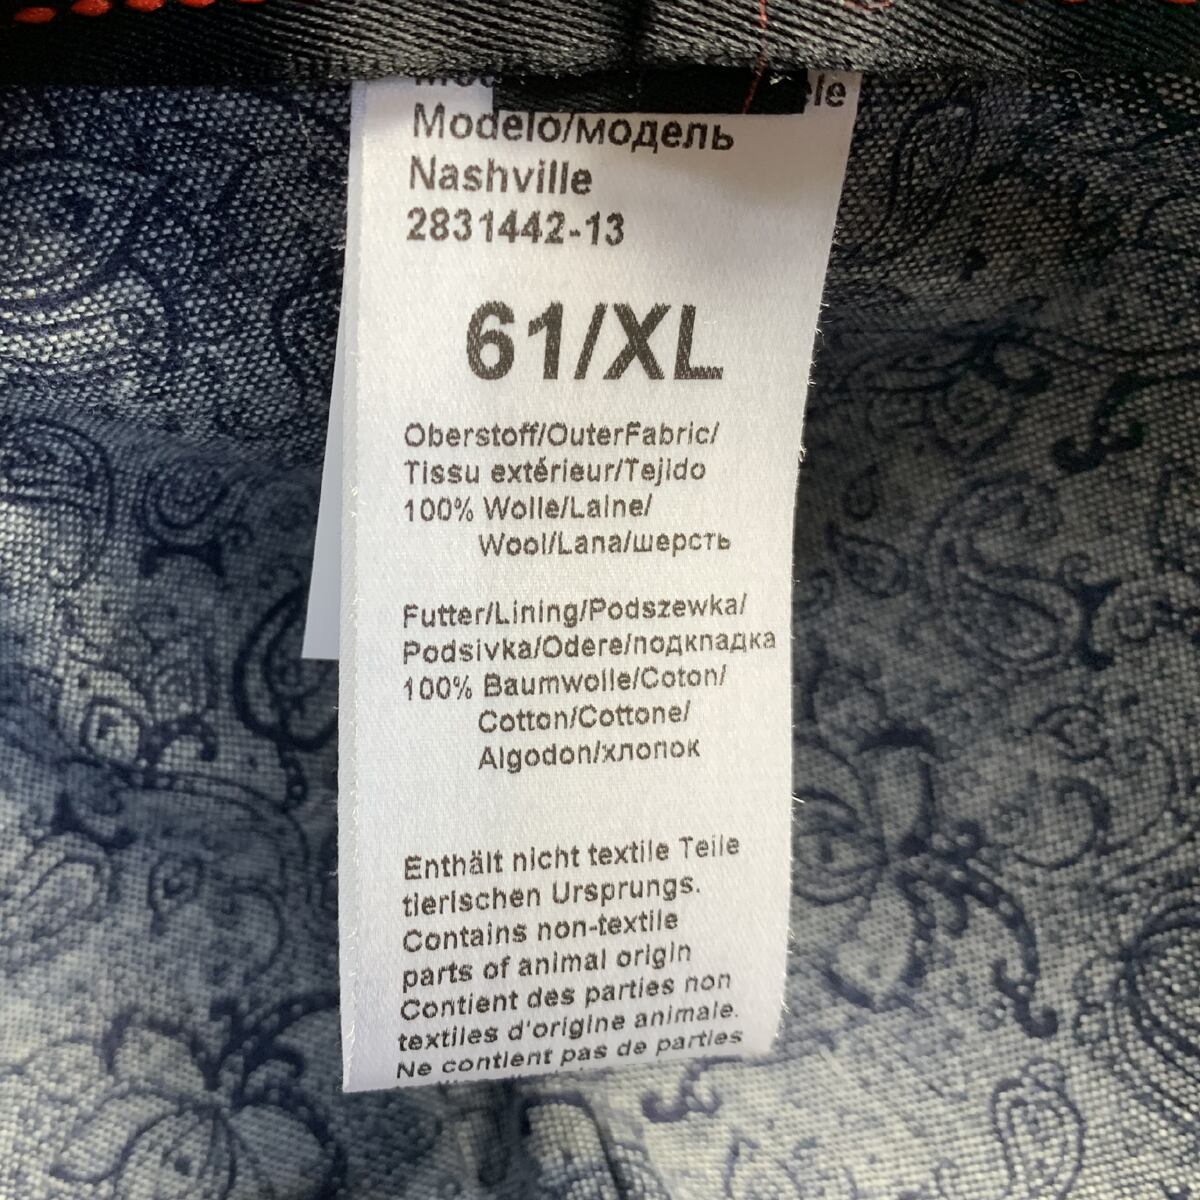 Modelo/модель
Nashville
2831442-13
61/XL
Oberstoff/OuterFabric/
Tissu extérieur/Tejido
100% Wolle/Laine/
Wool/Lana/шерсть
Futter/Lining/Podszewka/
Podsivka/Odere/подкпадка
100% Baumwolle/Coton/
Cotton/Cottone/
Algodon/хлопок
Enthält nicht textile Teile
tierischen Ursprungs.
Contains non-textile
parts of animal origin
Contient des parties non
textiles d'origine animale.
Ne contient pas de parties